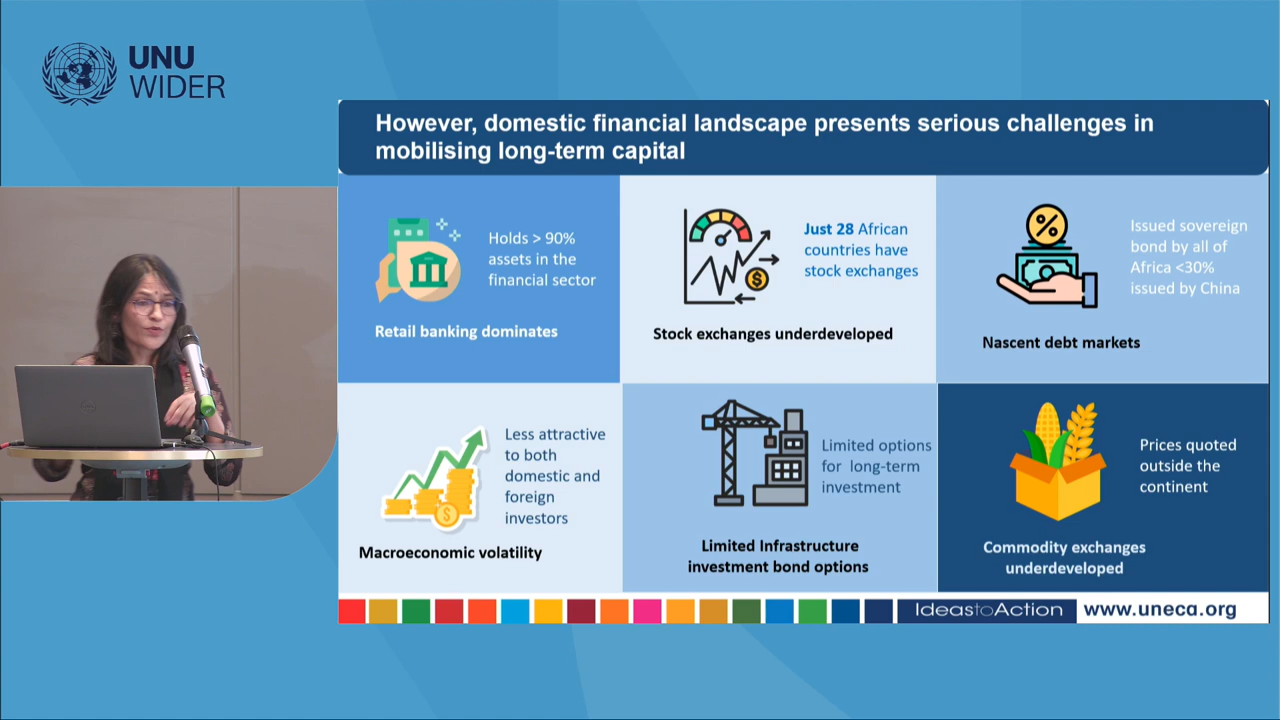 UNU
WIDER
However, domestic financial landscape presents serious challenges in
mobilising long-term capital
Holds > 90%
assets in the
financial sector
Retail banking dominates
Just 28 African
countries have
stock exchanges
Stock exchanges underdeveloped
Issued sovereign
bond by all of
Africa <30%
issued by China
Nascent debt markets
Less attractive
to both
domestic and
foreign
investors
Macroeconomic volatility
Limited options
for long-term
investment
Limited Infrastructure
investment bond options
Prices quoted
outside the
continent
Commodity exchanges
underdeveloped
IdeastoAction
www.uneca.org